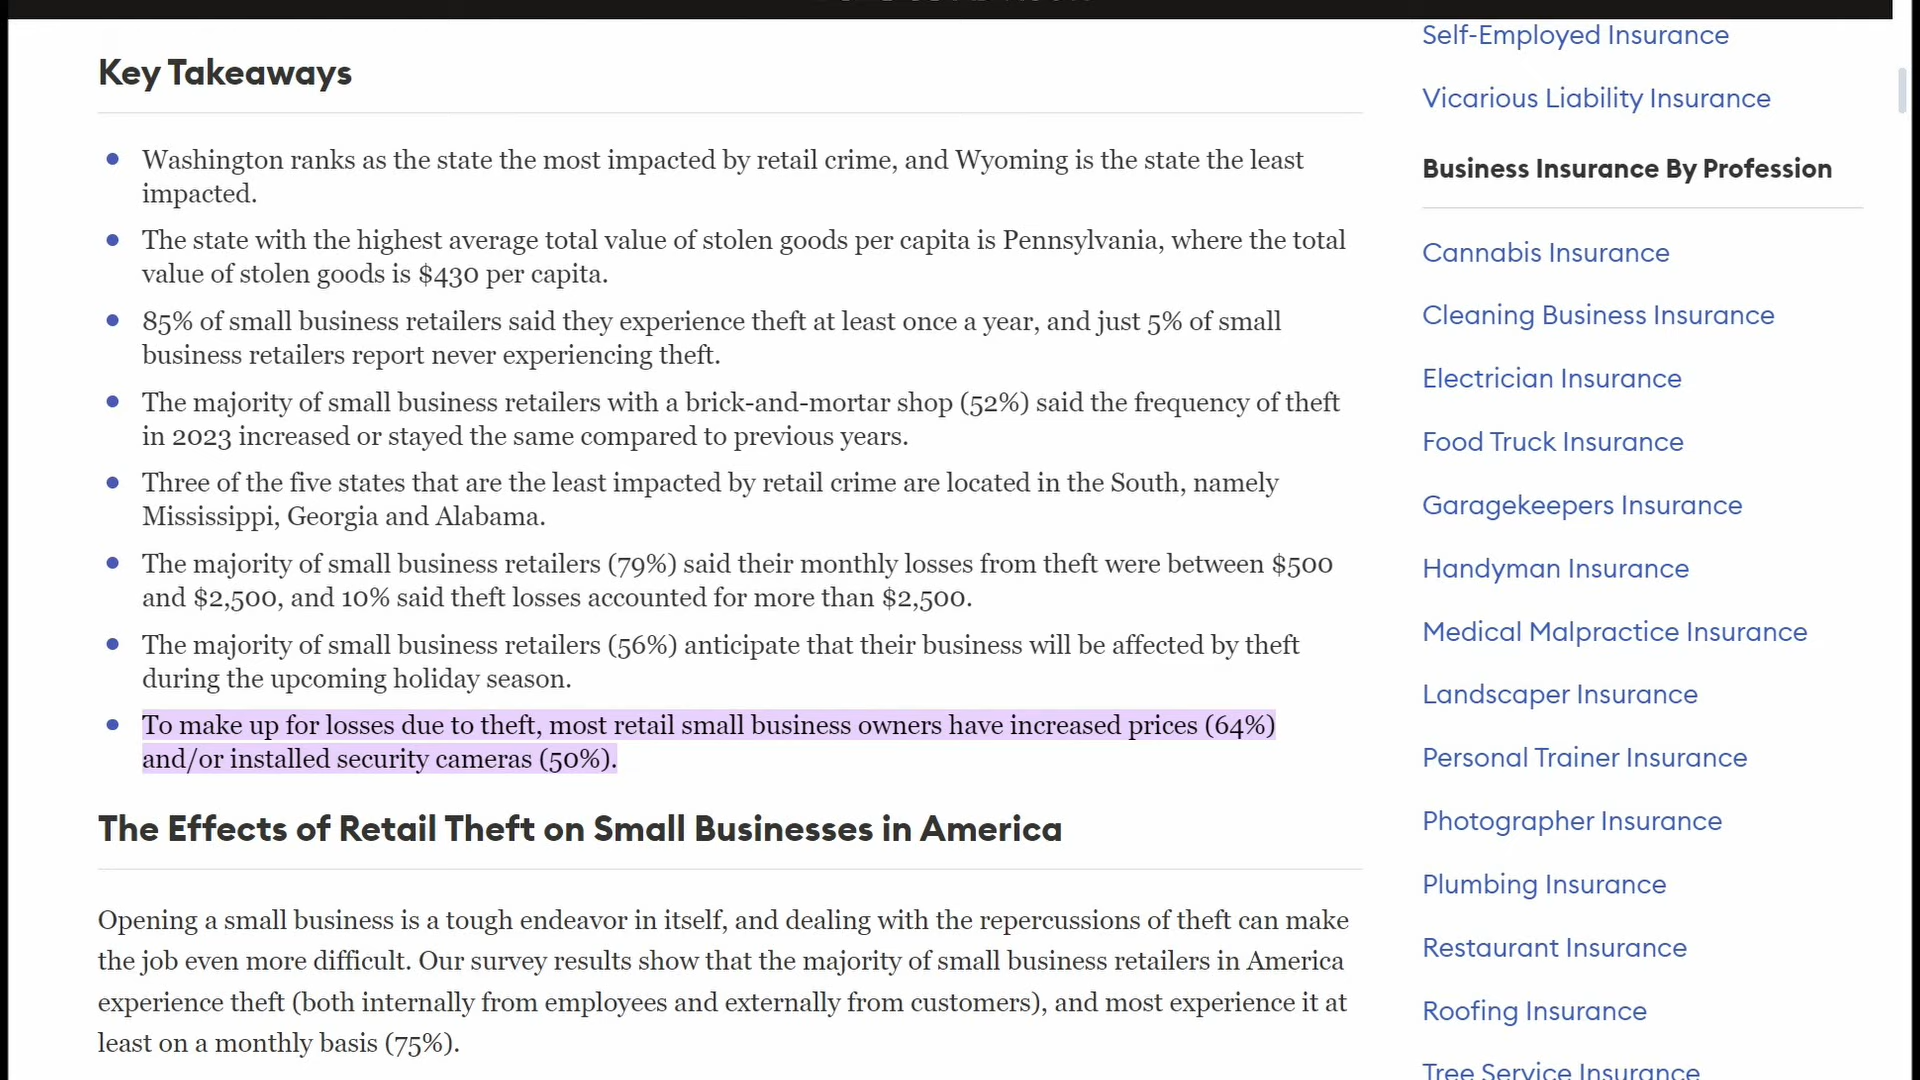 Key Takeaways
Washington ranks as the state the most impacted by retail crime, and Wyoming is the state the least
impacted.
The state with the highest average total value of stolen goods per capita is Pennsylvania, where the total
value of stolen goods is $430 per capita.
85% of small business retailers said they experience theft at least once a year, and just 5% of small
business retailers report never experiencing theft.
The majority of small business retailers with a brick-and-mortar shop (52%) said the frequency of theft
in 2023 increased or stayed the same compared to previous years.
Three of the five states that are the least impacted by retail crime are located in the South, namely
Mississippi, Georgia and Alabama.
The majority of small business retailers (79%) said their monthly losses from theft were between $500
and $2,500, and 10% said theft losses accounted for more than $2,500.
The majority of small business retailers (56%) anticipate that their business will be affected by theft
during the upcoming holiday season.
To make up for losses due to theft, most retail small business owners have increased prices (64%)
and/or installed security cameras (50%).
The Effects of Retail Theft on Small Businesses in America
Opening a small business is a tough endeavor in itself, and dealing with the repercussions of theft can make
the job even more difficult. Our survey results show that the majority of small business retailers in America
experience theft (both internally from employees and externally from customers), and most experience it at
least on a monthly basis (75%).
Self-Employed Insurance
Vicarious Liability Insurance
Business Insurance By Profession
Cannabis Insurance
Cleaning Business Insurance
Electrician Insurance
Food Truck Insurance
Garagekeepers Insurance
Handyman Insurance
Medical Malpractice Insurance
Landscaper Insurance
Personal Trainer Insurance
Photographer Insurance
Plumbing Insurance
Restaurant Insurance
Roofing Insurance
Tree Service Insurance